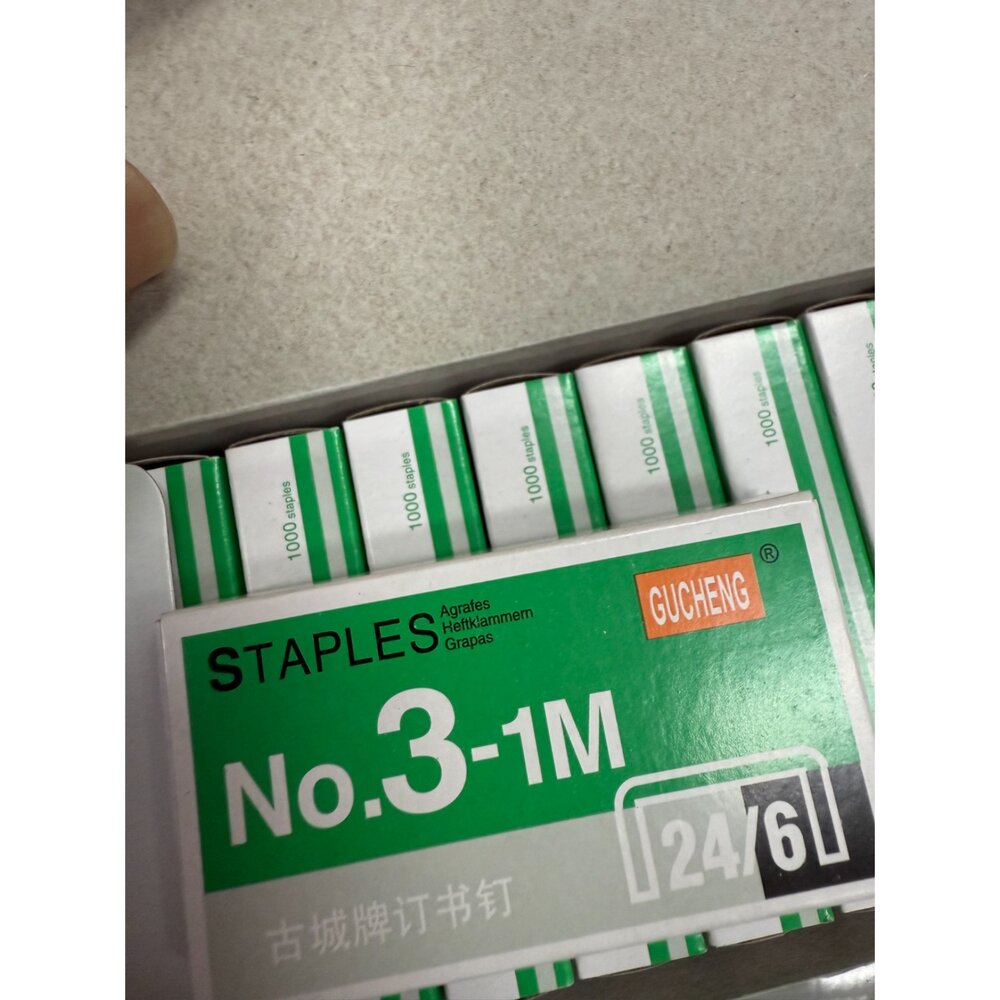 1000 staples
1000 staples
1000 staples
1000 staples
1000 staples
GUCHENG ®
STAPLES
Agrafes
Heftklammern
Grapas
No.3-1M
24/6
古城牌订书钉